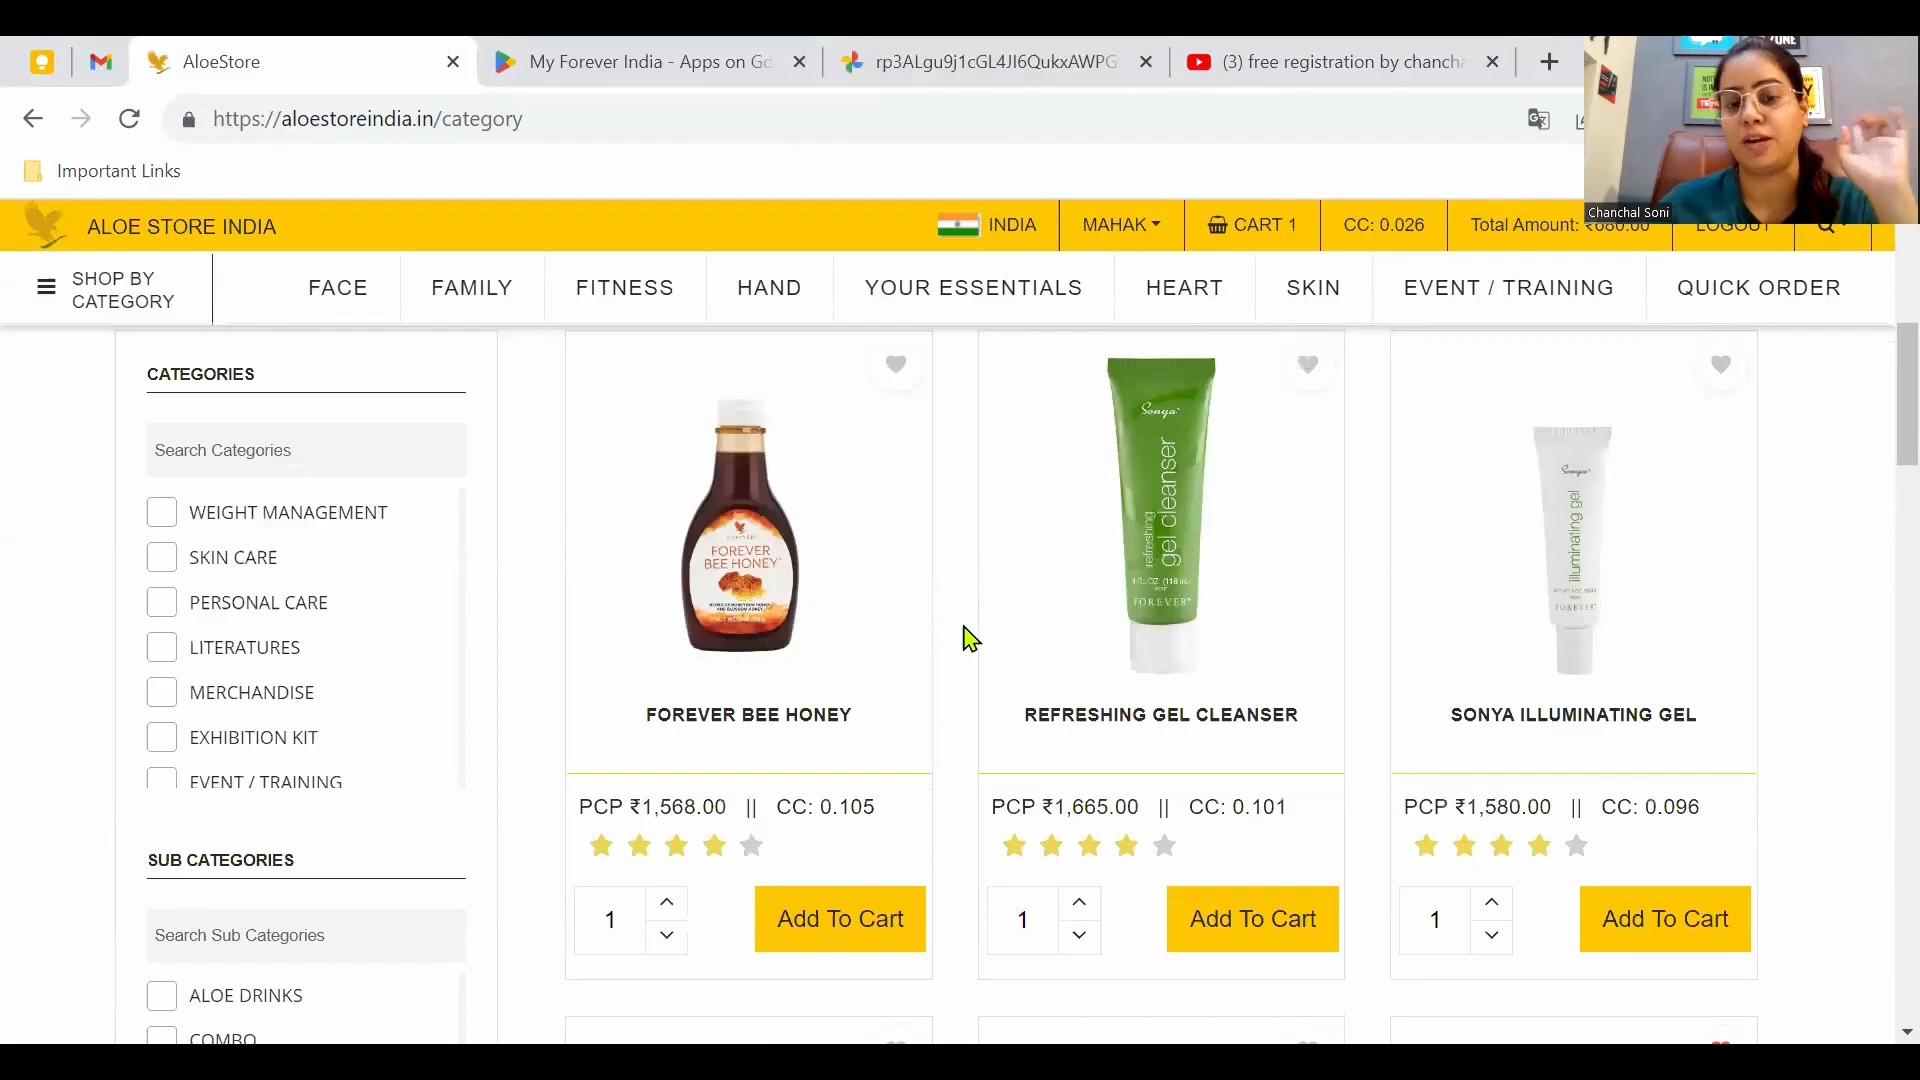 AloeStore
My Forever India - Apps on Go
rp3ALgu9j1cGL4JI6QukxAWPG
(3) free registration by chancha
https://aloestoreindia.in/category
Important Links
Chanchal Soni
ALOE STORE INDIA
INDIA
MAHAK
CART 1
CC: 0.026
Total Amount: ₹680.00
LOGOUT
SHOP BY
CATEGORY
FACE
FAMILY
FITNESS
HAND
YOUR ESSENTIALS
HEART
SKIN
EVENT / TRAINING
QUICK ORDER
CATEGORIES
Search Categories
WEIGHT MANAGEMENT
SKIN CARE
PERSONAL CARE
LITERATURES
MERCHANDISE
EXHIBITION KIT
EVENT / TRAINING
SUB CATEGORIES
Search Sub Categories
ALOE DRINKS
COMBO
FOREVER
FOREVER
BEE HONEY
FOREVER BEE HONEY
PCP ₹1,568.00 || CC: 0.105
1
Add To Cart
Sonya
refreshing
gel cleanser
FOREVER
REFRESHING GEL CLEANSER
PCP ₹1,665.00 || CC: 0.101
1
Add To Cart
Sonya
illuminating gel
FOREVER
SONYA ILLUMINATING GEL
PCP ₹1,580.00 || CC: 0.096
1
Add To Cart